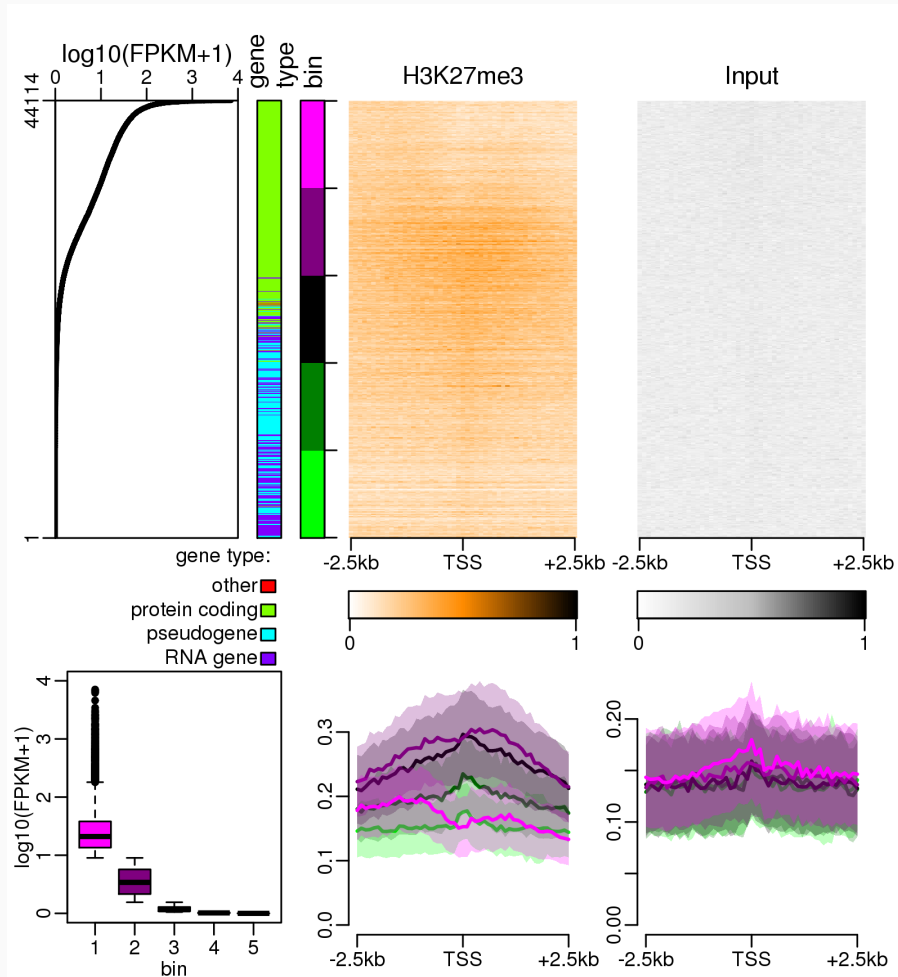 log10(FPKM+1)
0 1 2 3 4
44114
1
gene
type
bin
H3K27me3
Input
-2.5kb TSS +2.5kb
-2.5kb TSS +2.5kb
gene type:
other
protein coding
pseudogene
RNA gene
0 1
0 1
log10(FPKM+1)
4
3
2
1
0
1 2 3 4 5
bin
0.3
0.2
0.1
0.0
-2.5kb TSS +2.5kb
0.20
0.10
0.00
-2.5kb TSS +2.5kb